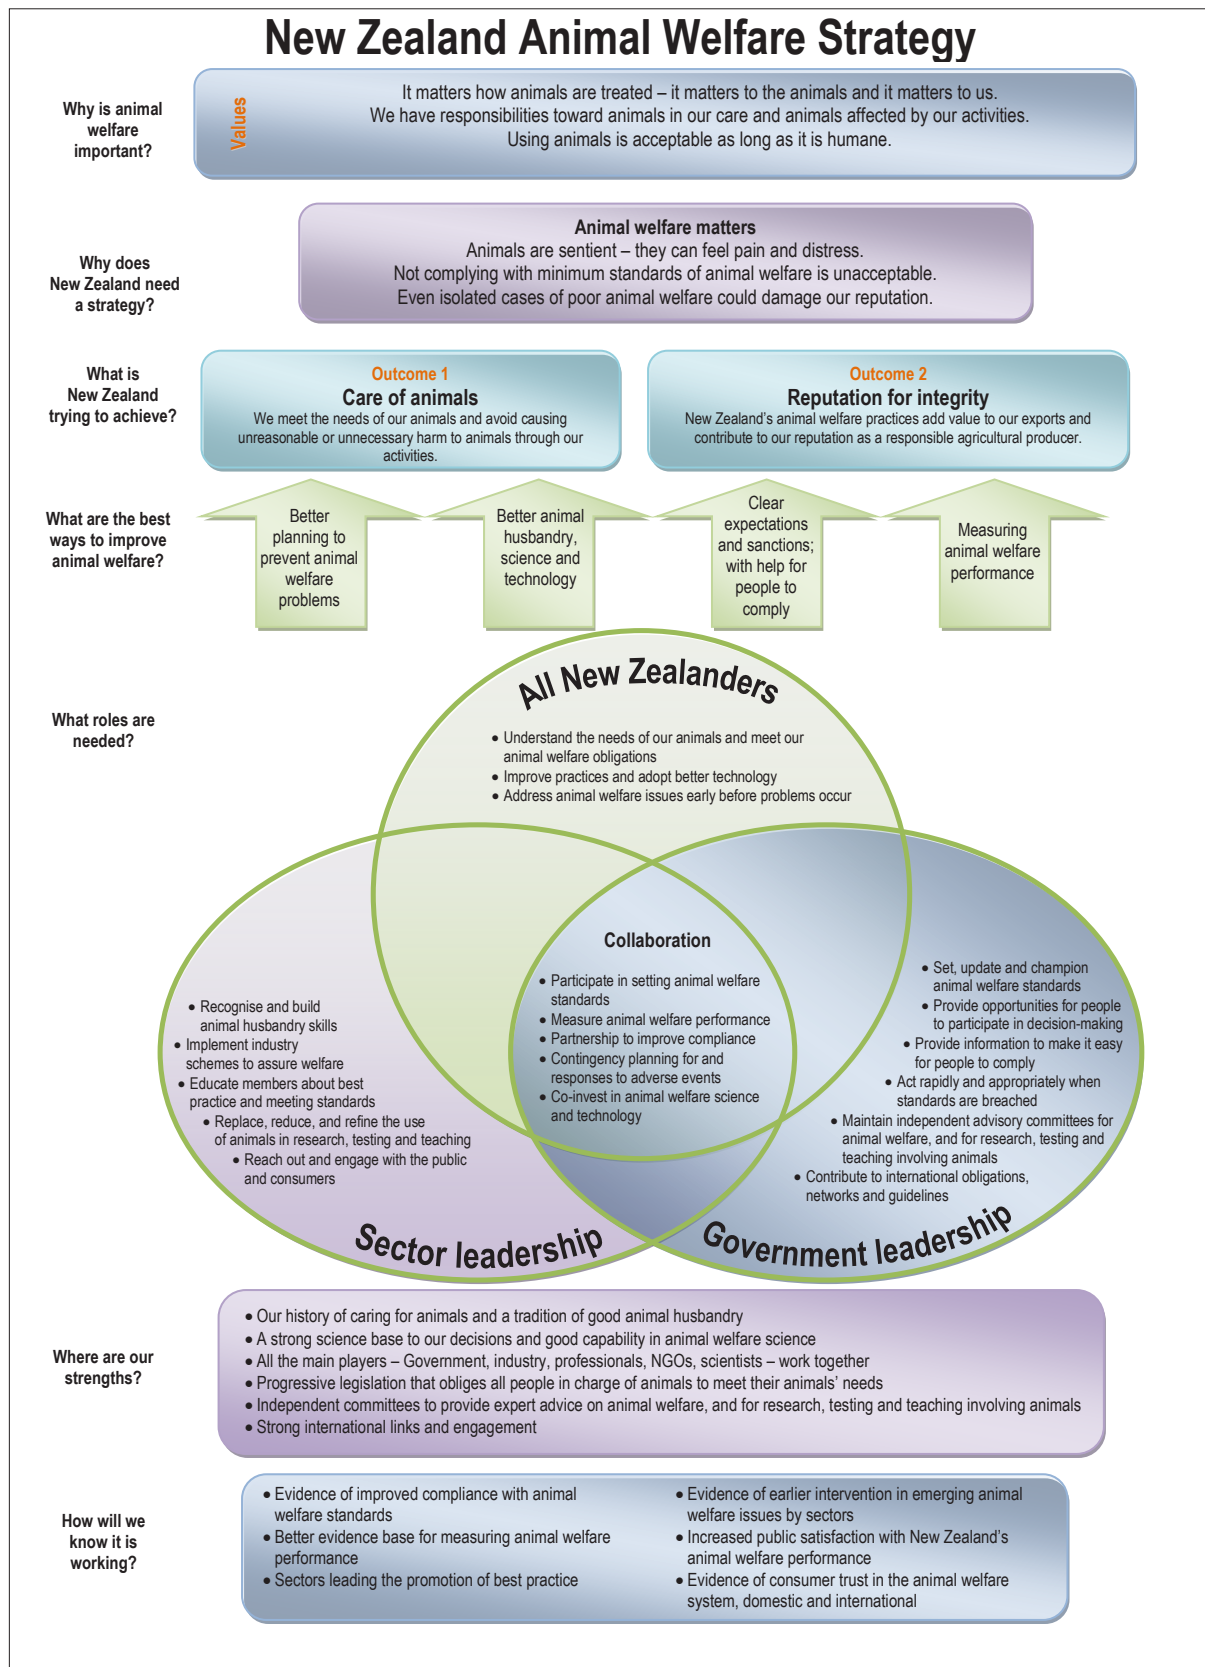 New Zealand Animal Welfare Strategy
Why is animal
welfare
important?
Values
It matters how animals are treated – it matters to the animals and it matters to us.
We have responsibilities toward animals in our care and animals affected by our activities.
Using animals is acceptable as long as it is humane.
Why does
New Zealand need
a strategy?
Animal welfare matters
Animals are sentient – they can feel pain and distress.
Not complying with minimum standards of animal welfare is unacceptable.
Even isolated cases of poor animal welfare could damage our reputation.
What is
New Zealand
trying to achieve?
Outcome 1
Care of animals
We meet the needs of our animals and avoid causing
unreasonable or unnecessary harm to animals through our
activities.
Outcome 2
Reputation for integrity
New Zealand's animal welfare practices add value to our exports and
contribute to our reputation as a responsible agricultural producer.
What are the best
ways to improve
animal welfare?
Better
planning to
prevent animal
welfare
problems
Better animal
husbandry,
science and
technology
Clear
expectations
and sanctions;
with help for
people to
comply
Measuring
animal welfare
performance
What roles are
needed?
All New Zealanders
• Understand the needs of our animals and meet our
animal welfare obligations
• Improve practices and adopt better technology
• Address animal welfare issues early before problems occur
Collaboration
• Participate in setting animal welfare
standards
• Measure animal welfare performance
• Partnership to improve compliance
• Contingency planning for and
responses to adverse events
• Co-invest in animal welfare science
and technology
• Recognise and build
animal husbandry skills
• Implement industry
schemes to assure welfare
• Educate members about best
practice and meeting standards
• Replace, reduce, and refine the use
of animals in research, testing and teaching
• Reach out and engage with the public
and consumers
Sector leadership
• Set, update and champion
animal welfare standards
• Provide opportunities for people
to participate in decision-making
• Provide information to make it easy
for people to comply
• Act rapidly and appropriately when
standards are breached
• Maintain independent advisory committees for
animal welfare, and for research, testing and
teaching involving animals
• Contribute to international obligations,
networks and guidelines
Government leadership
Where are our
strengths?
• Our history of caring for animals and a tradition of good animal husbandry
• A strong science base to our decisions and good capability in animal welfare science
• All the main players – Government, industry, professionals, NGOs, scientists – work together
• Progressive legislation that obliges all people in charge of animals to meet their animals' needs
• Independent committees to provide expert advice on animal welfare, and for research, testing and teaching involving animals
• Strong international links and engagement
How will we
know it is
working?
• Evidence of improved compliance with animal
welfare standards
• Better evidence base for measuring animal welfare
performance
• Sectors leading the promotion of best practice
• Evidence of earlier intervention in emerging animal
welfare issues by sectors
• Increased public satisfaction with New Zealand's
animal welfare performance
• Evidence of consumer trust in the animal welfare
system, domestic and international